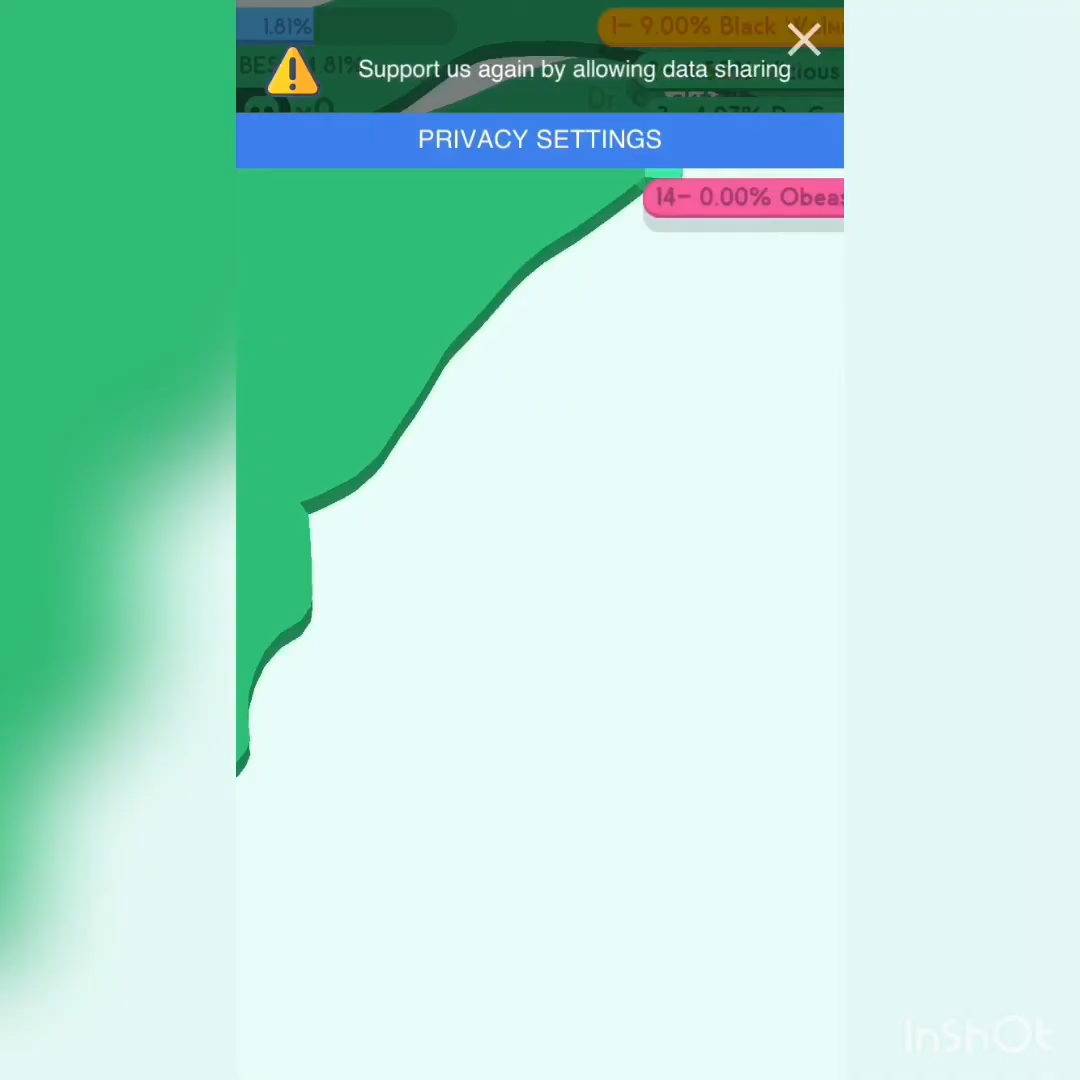 1.81%
1- 9.00% Black
Support us again by allowing data sharing
PRIVACY SETTINGS
14- 0.00% Obeas
InShOt